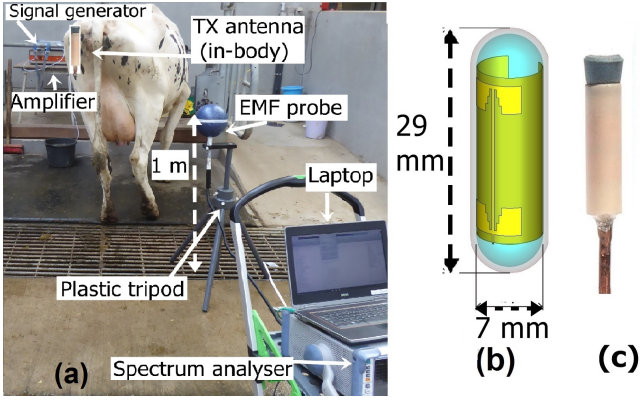 Signal generator
TX antenna
(in-body)
Amplifier
EMF probe
1 m
Laptop
Plastic tripod
Spectrum analyser
(a)
29
mm
7 mm
(b)
(c)